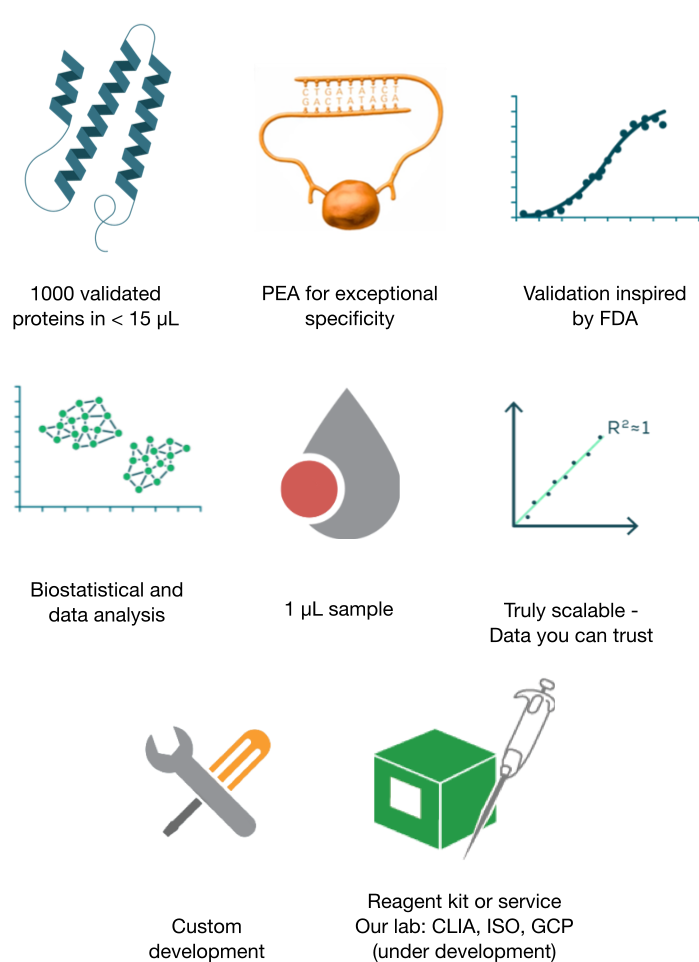 CTGATATCT
GACTATAGA
1000 validated
proteins in < 15 µL
PEA for exceptional
specificity
Validation inspired
by FDA
R²≈1
Biostatistical and
data analysis
1 µL sample
Truly scalable -
Data you can trust
Custom
development
Reagent kit or service
Our lab: CLIA, ISO, GCP
(under development)